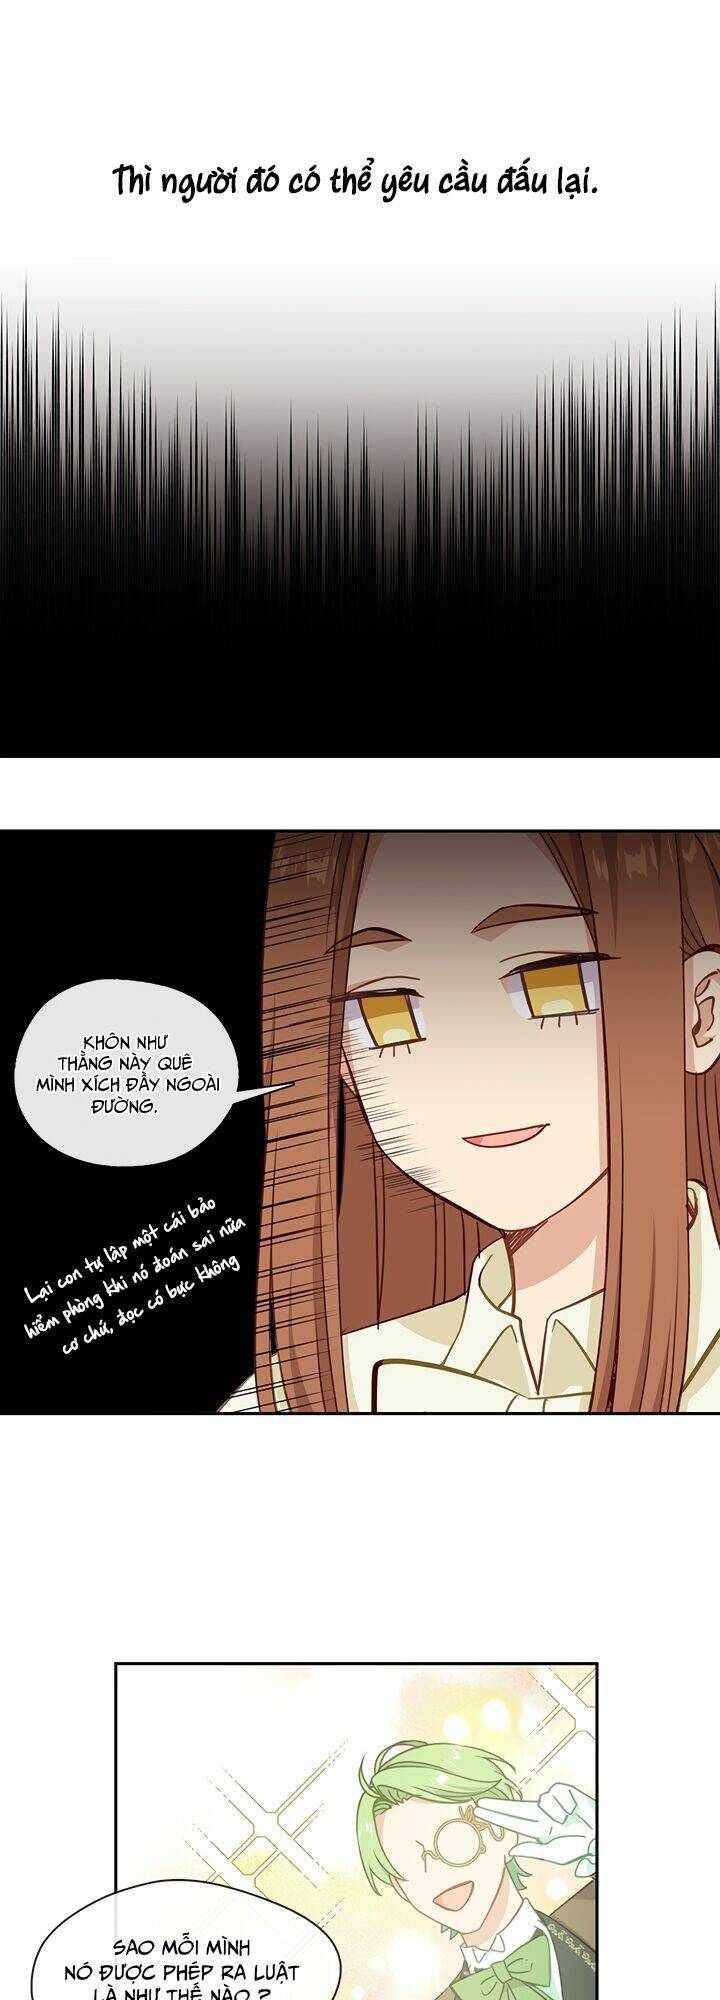 Thì người đó có thể yêu cầu đấu lại.
KHÔN NHƯ
THẰNG NÀY QUÊ
MÌNH XÍCH ĐẦY NGOÀI
ĐƯỜNG.
Lại còn tự lập một cái bảo
hiểm phòng khi nó đoán sai nữa
cơ chứ, đọc có bực không
SAO MỖI MÌNH
NÓ ĐƯỢC PHÉP RA LUẬT
LÀ NHƯ THẾ NÀO?